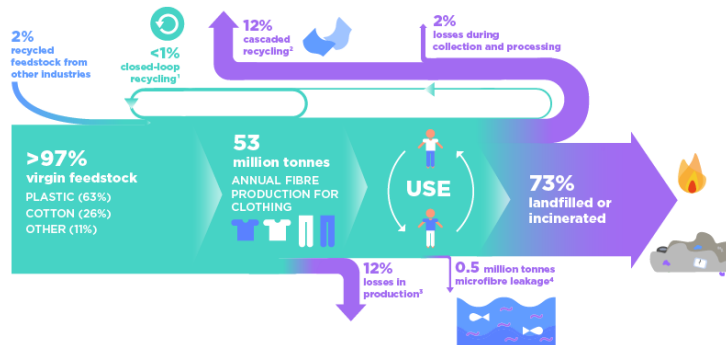 2%
recycled
feedstock from
other industries
<1%
closed-loop
recycling¹
12%
cascaded
recycling²
2%
losses during
collection and processing
>97%
virgin feedstock
PLASTIC (63%)
COTTON (26%)
OTHER (11%)
53
million tonnes
ANNUAL FIBRE
PRODUCTION FOR
CLOTHING
USE
73%
landfilled or
incinerated
12%
losses in
production³
0.5 million tonnes
microfibre leakage⁴